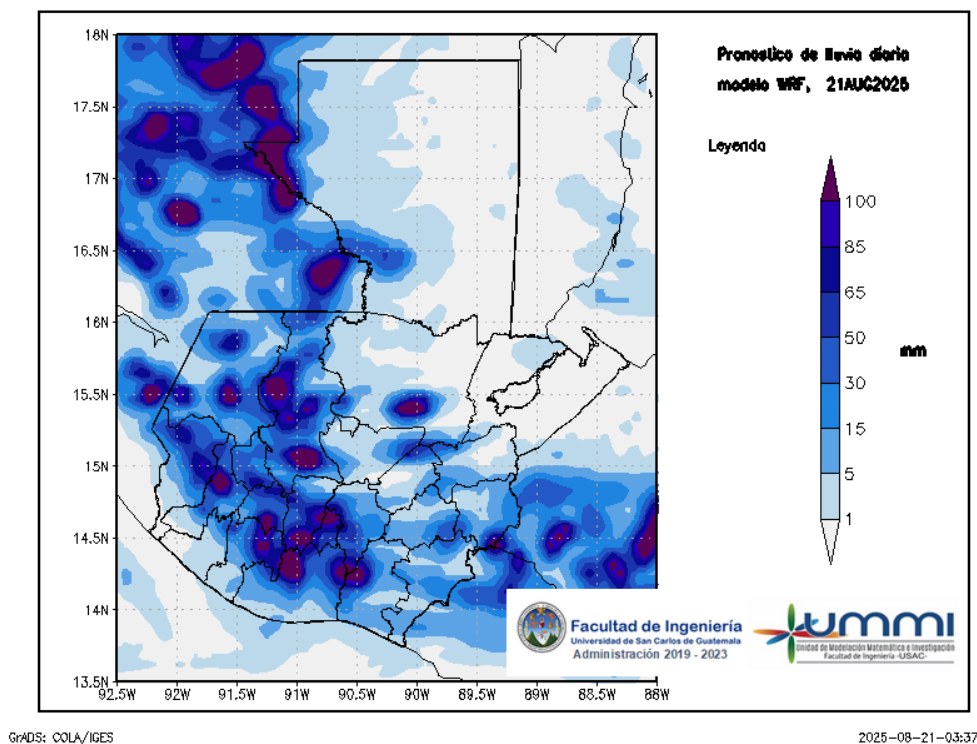 Pronostico de lluvia diaria
modelo WRF, 21AUG2025
Leyenda
100
85
65
50
30
15
5
1
mm
18N
17.5N
17N
16.5N
16N
15.5N
15N
14.5N
14N
13.5N
92.5W
92W
91.5W
91W
90.5W
90W
89.5W
89W
88.5W
88W
Facultad de Ingeniería
Universidad de San Carlos de Guatemala
Administración 2019 - 2023
UMMI
Unidad de Modelación Matemática e Investigación
Facultad de Ingeniería -USAC-
GrADS: COLA/IGES
2025-08-21-03:37